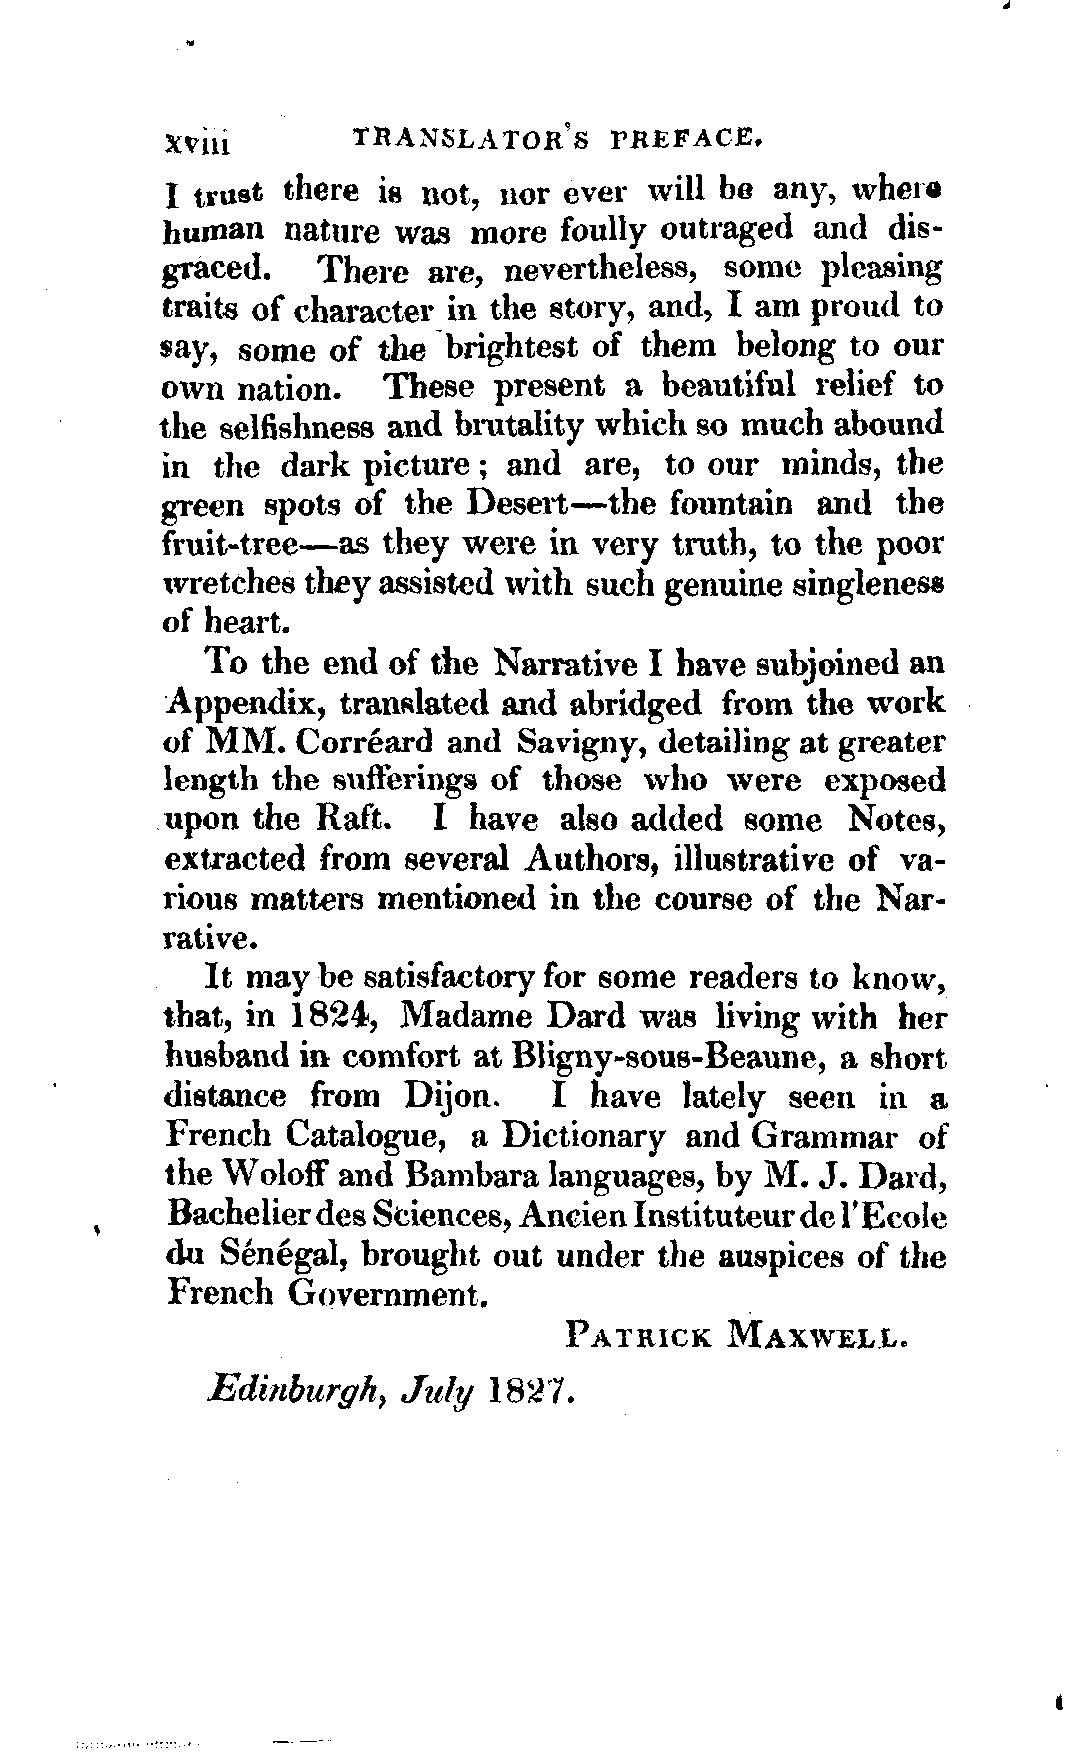 xviii TRANSLATOR'S PREFACE.
I trust there is not, nor ever will be any, where
human nature was more foully outraged and dis-
graced. There are, nevertheless, some pleasing
traits of character in the story, and, I am proud to
say, some of the brightest of them belong to our
own nation. These present a beautiful relief to
the selfishness and brutality which so much abound
in the dark picture; and are, to our minds, the
green spots of the Desert—the fountain and the
fruit-tree—as they were in very truth, to the poor
wretches they assisted with such genuine singleness
of heart.
To the end of the Narrative I have subjoined an
Appendix, translated and abridged from the work
of MM. Corréard and Savigny, detailing at greater
length the sufferings of those who were exposed
upon the Raft. I have also added some Notes,
extracted from several Authors, illustrative of va-
rious matters mentioned in the course of the Nar-
rative.
It may be satisfactory for some readers to know,
that, in 1824, Madame Dard was living with her
husband in comfort at Bligny-sous-Beaune, a short
distance from Dijon. I have lately seen in a
French Catalogue, a Dictionary and Grammar of
the Woloff and Bambara languages, by M. J. Dard,
Bachelier des Sciences, Ancien Instituteur de l'Ecole
du Sénégal, brought out under the auspices of the
French Government.
PATRICK MAXWELL.
Edinburgh, July 1827.